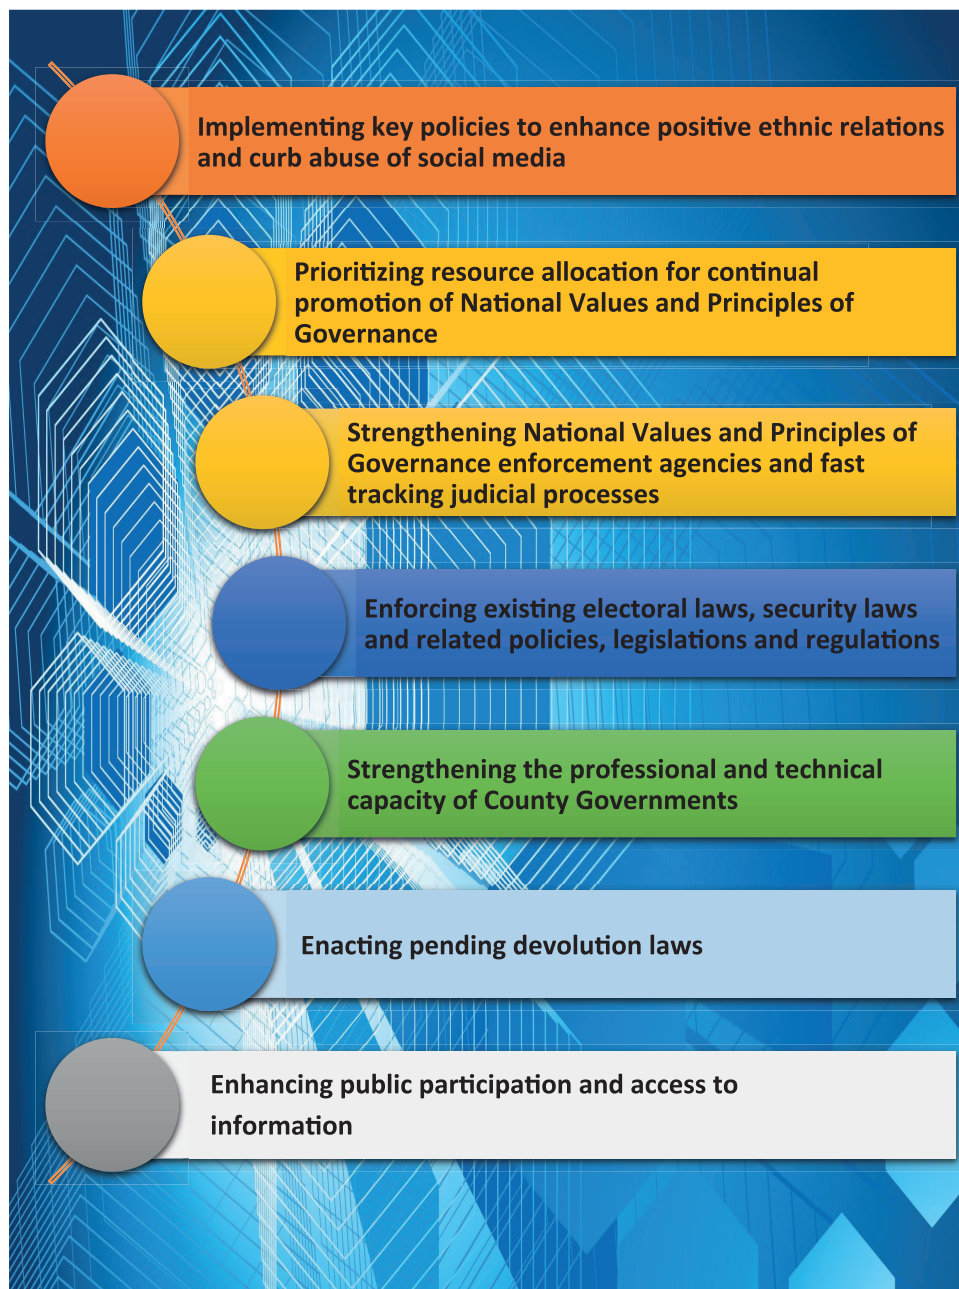 Implementing key policies to enhance positive ethnic relations
and curb abuse of social media
Prioritizing resource allocation for continual
promotion of National Values and Principles of
Governance
Strengthening National Values and Principles of
Governance enforcement agencies and fast
tracking judicial processes
Enforcing existing electoral laws, security laws
and related policies, legislations and regulations
Strengthening the professional and technical
capacity of County Governments
Enacting pending devolution laws
Enhancing public participation and access to
information